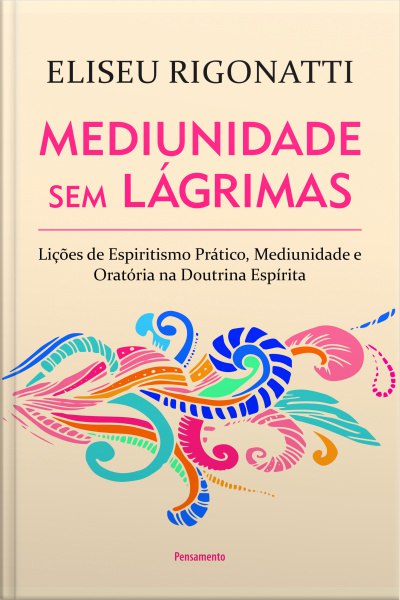 ELISEU RIGONATTI
MEDIUNIDADE
SEM LÁGRIMAS
Lições de Espiritismo Prático, Mediunidade e
Oratória na Doutrina Espírita
Pensamento